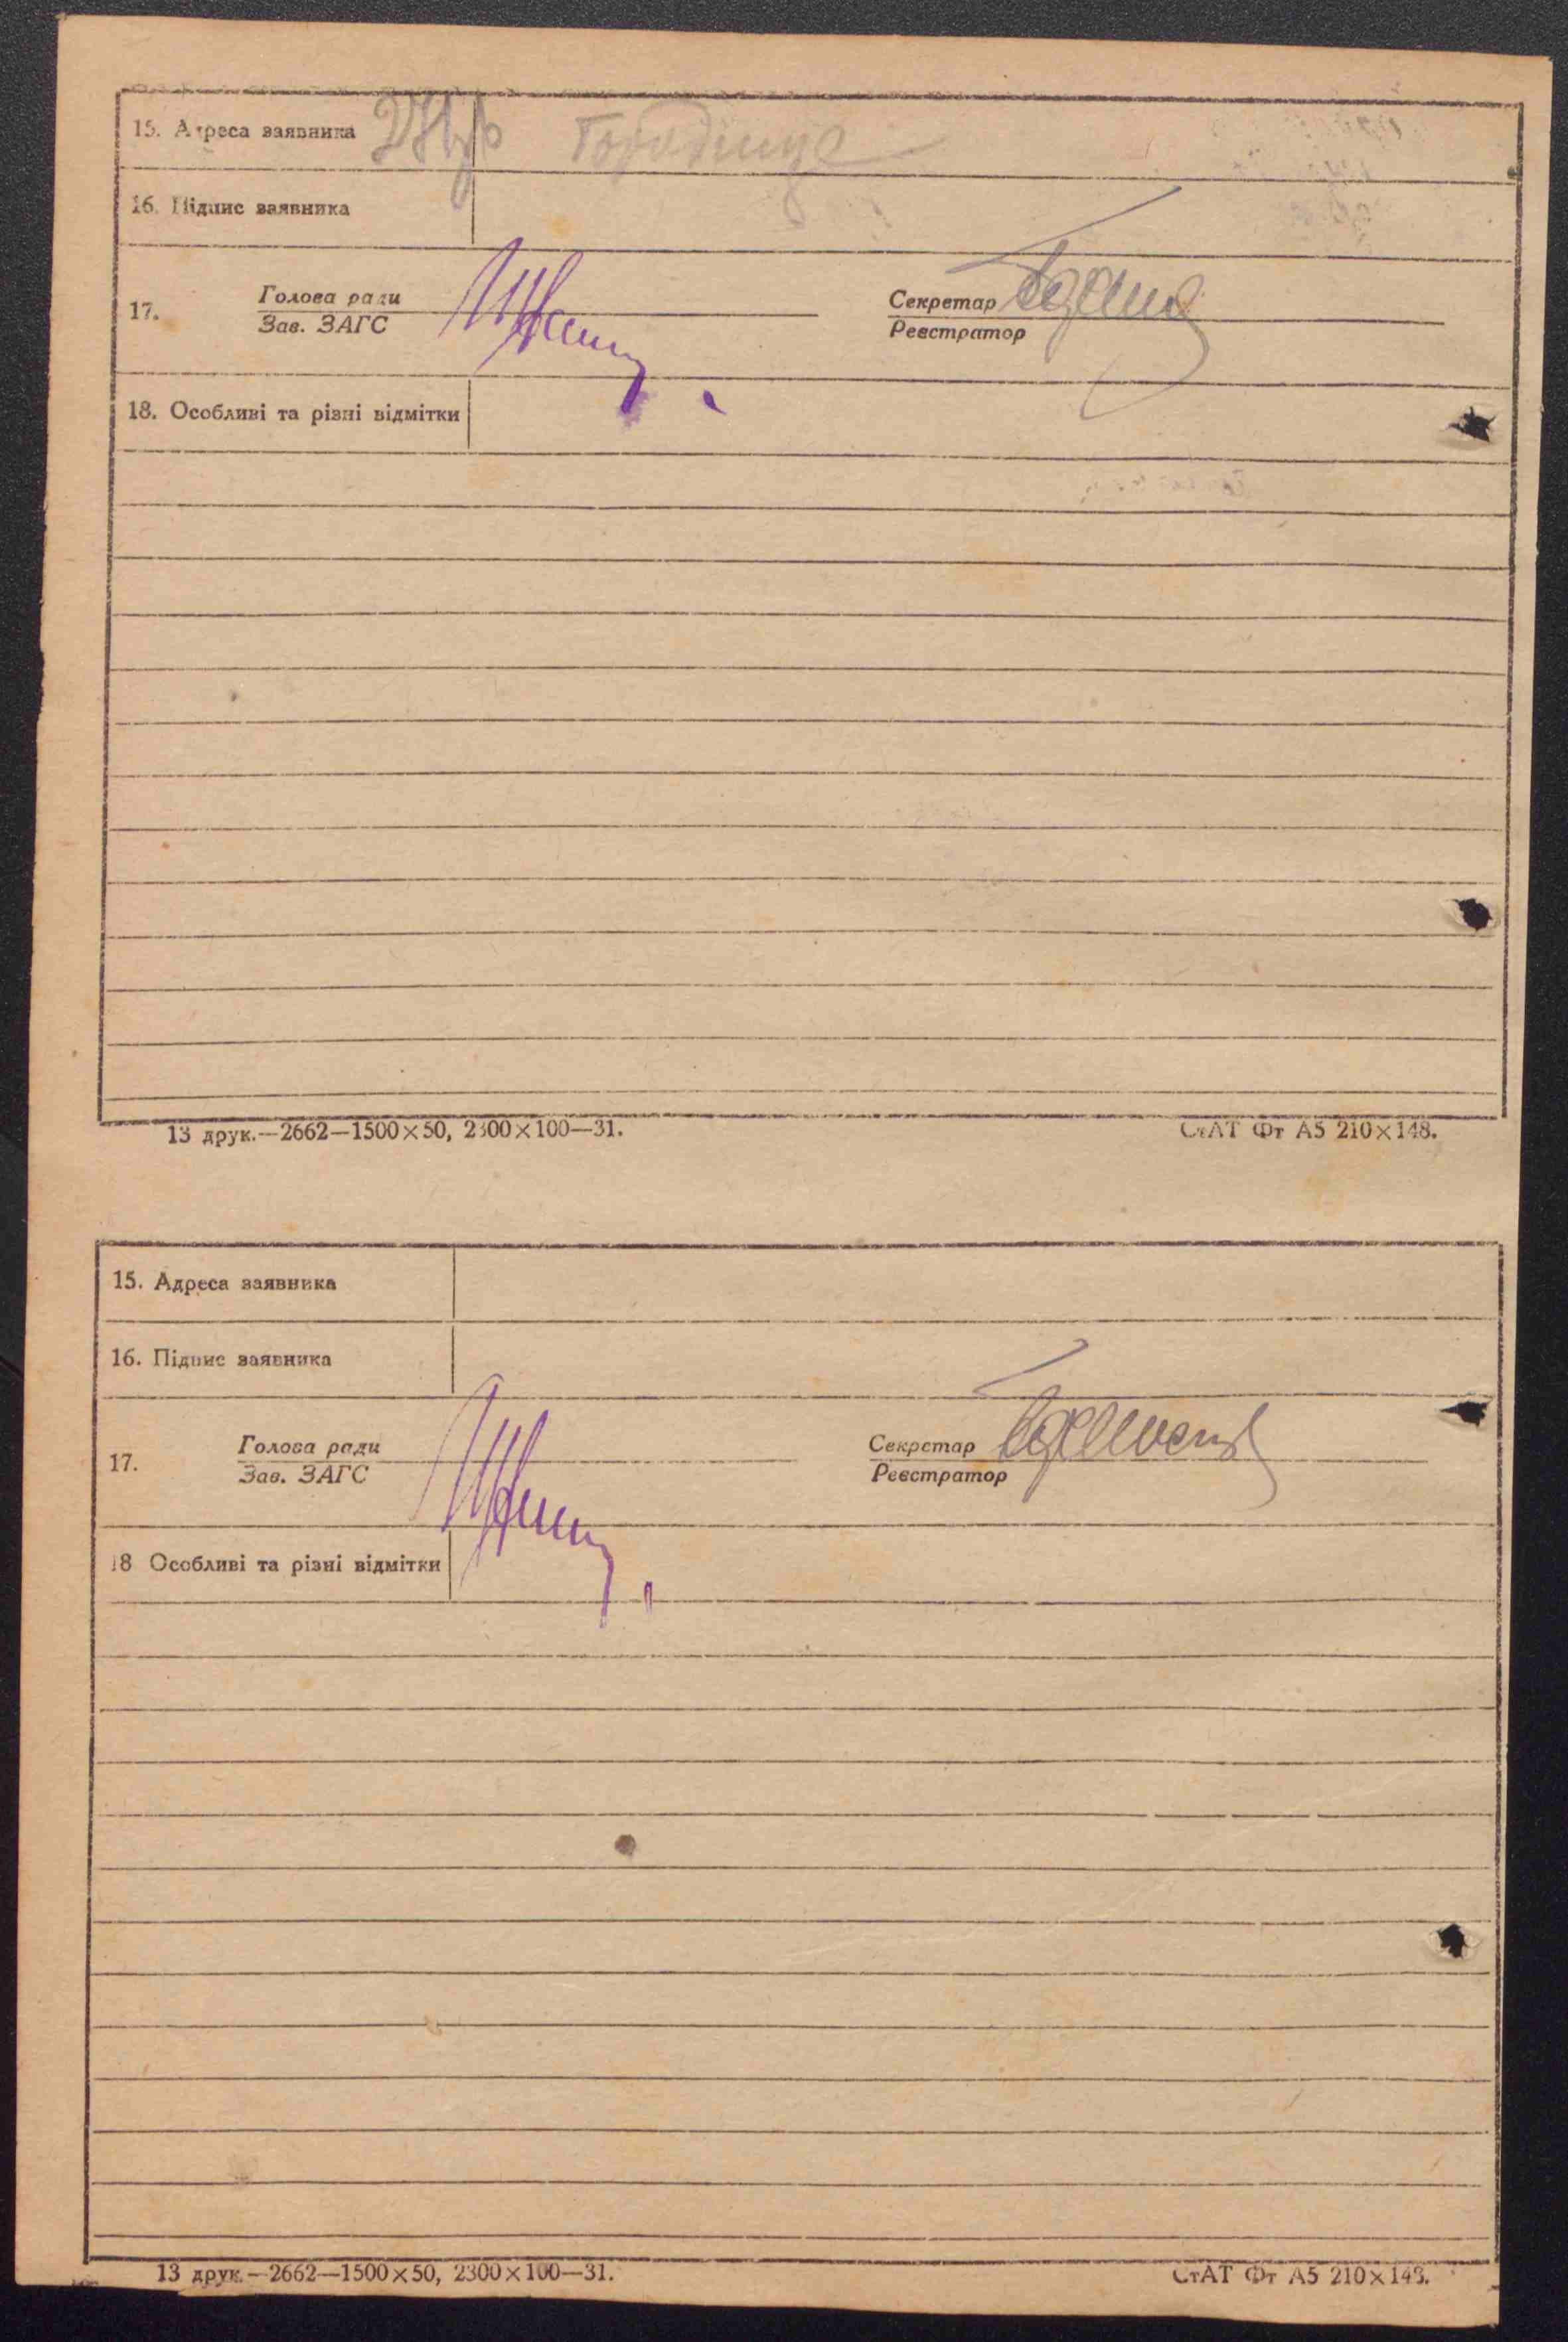 15. Адреса заявника Городище
16. Підпис заявника
17. Голова ради Секретар
Зав. ЗАГС Реєстратор
18. Особливі та різні відмітки
13 друк.—2662—1500×50, 2300×100—31. СтАТ Фт А5 210×148.
15. Адреса заявника
16. Підпис заявника
17. Голова ради Секретар
Зав. ЗАГС Реєстратор
18 Особливі та різні відмітки
13 друк.—2662—1500×50, 2300×100—31. СтАТ Фт А5 210×148.